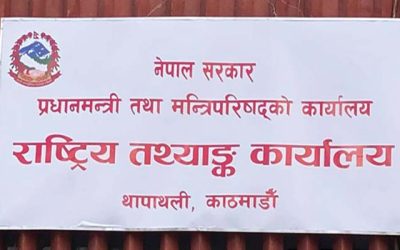 नेपाल सरकार
प्रधानमन्त्री तथा मन्त्रिपरिषद्को कार्यालय
राष्ट्रिय तथ्याङ्क कार्यालय
थापाथली, काठमाडौँ